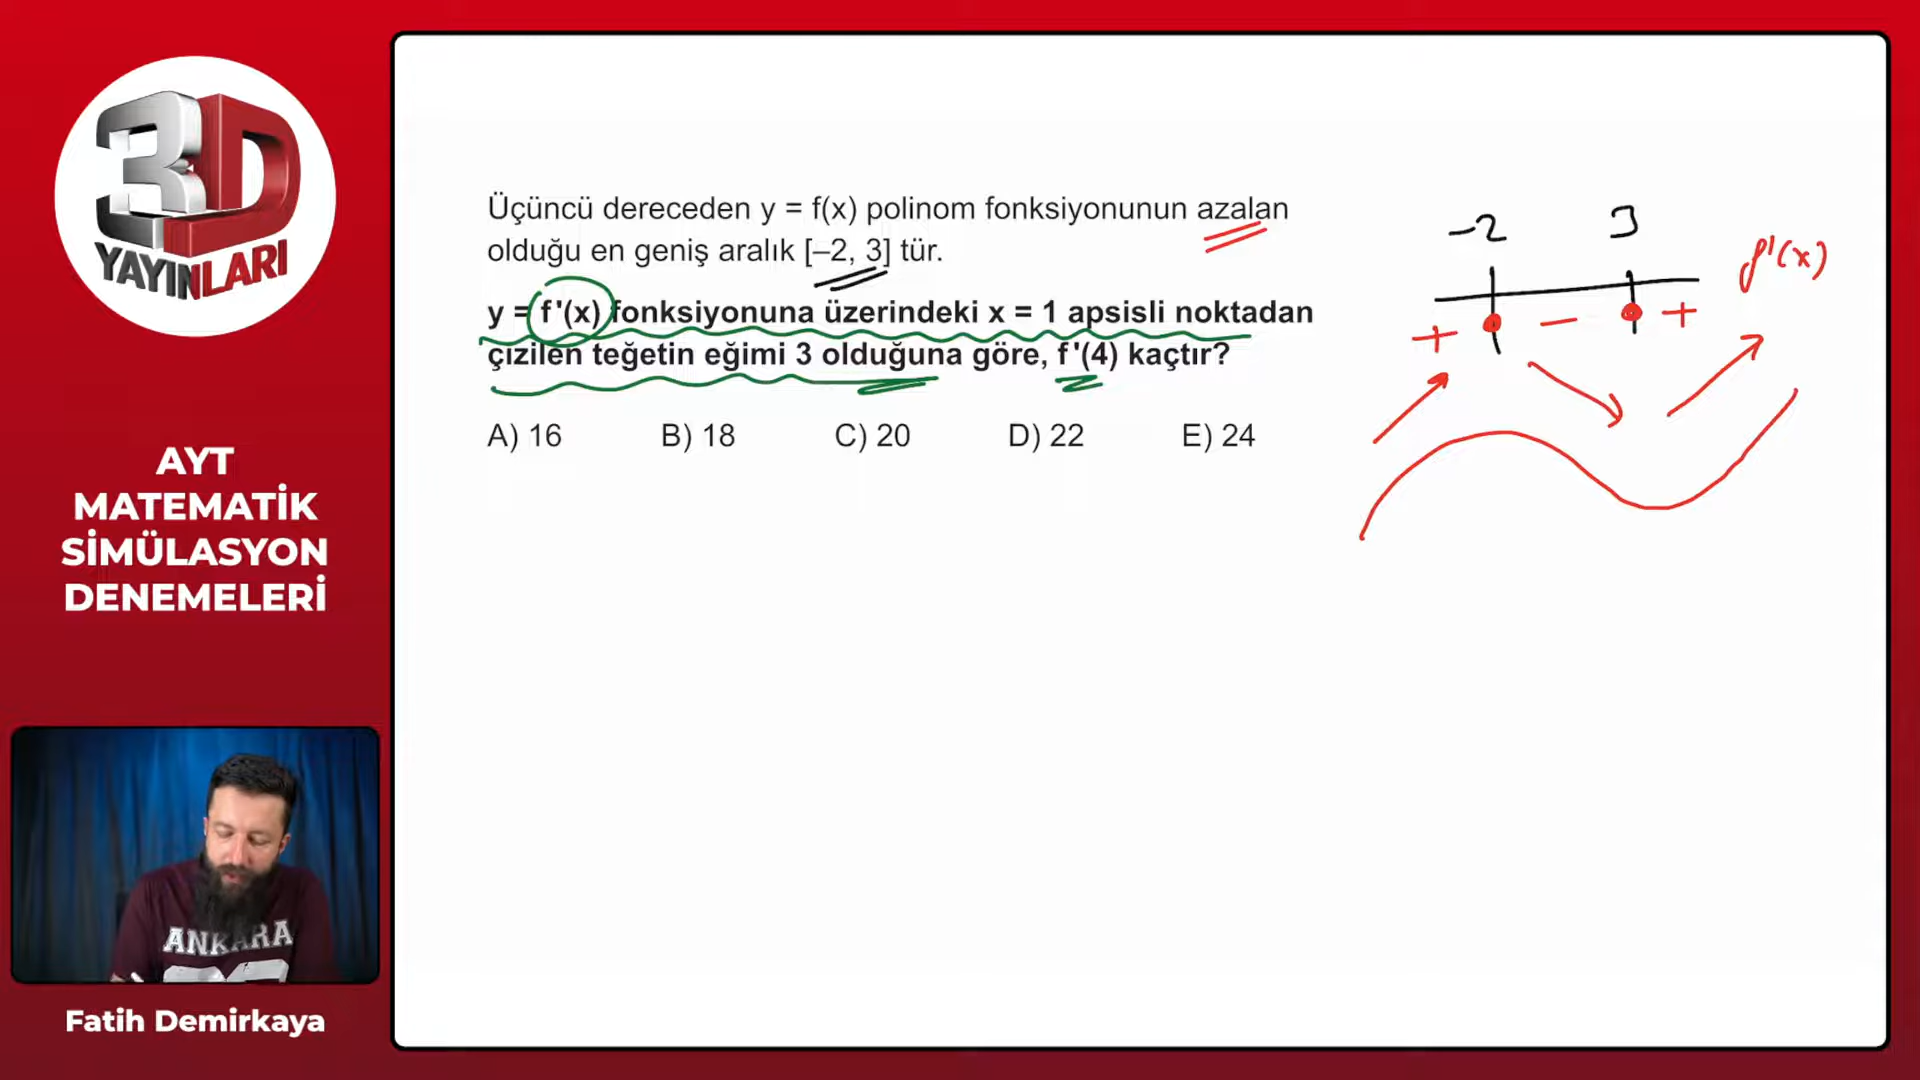 3D
YAYINLARI
AYT
MATEMATİK
SİMÜLASYON
DENEMELERİ
ANKARA
Fatih Demirkaya
Üçüncü dereceden y = f(x) polinom fonksiyonunun azalan
olduğu en geniş aralık [–2, 3] tür.
y = f'(x) fonksiyonuna üzerindeki x = 1 apsisli noktadan
çizilen teğetin eğimi 3 olduğuna göre, f'(4) kaçtır?
A) 16 B) 18 C) 20 D) 22 E) 24
-2 3
f'(x)
+ - +